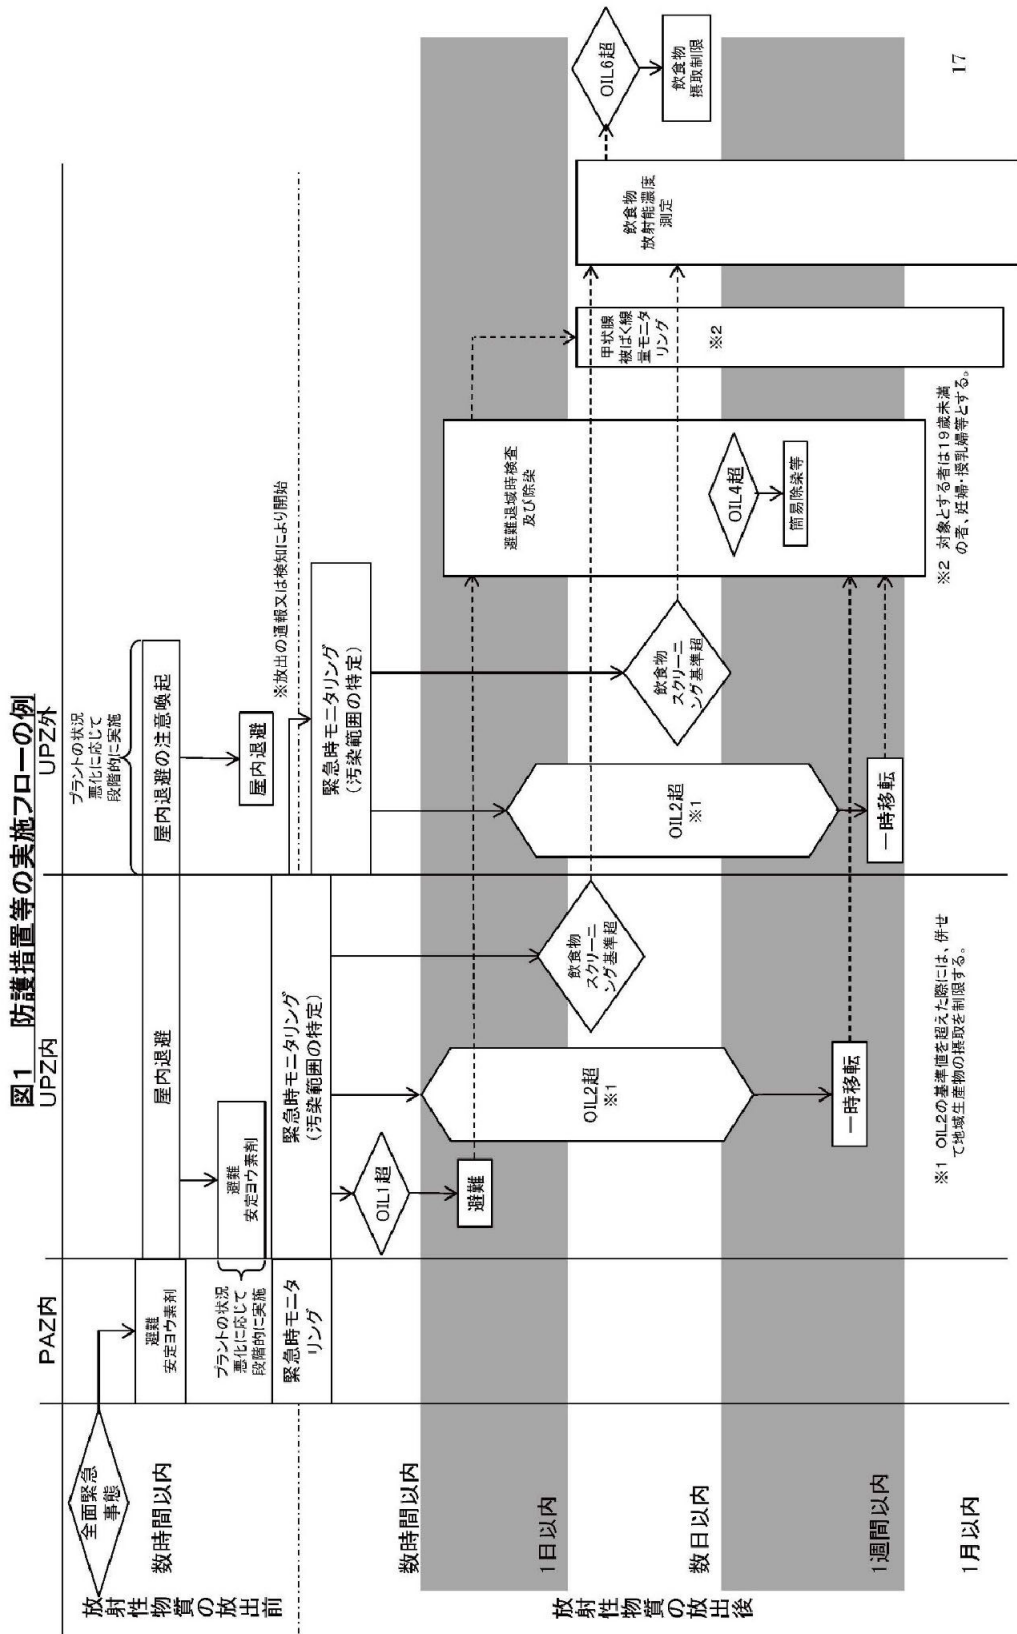 図1　防護措置等の実施フローの例
PAZ内
UPZ内
UPZ外
放射性物質の放出前
全面緊急
事態
数時間以内
避難
安定ヨウ素剤
屋内退避
プラントの状況
悪化に応じて
段階的に実施
屋内退避の注意喚起
プラントの状況
悪化に応じて
段階的に実施
避難
安定ヨウ素剤
屋内退避
※放出の通報又は検知により開始
緊急時モニタ
リング
緊急時モニタリング
(汚染範囲の特定)
緊急時モニタリング
(汚染範囲の特定)
放射性物質の放出後
数時間以内
1日以内
数日以内
1週間以内
1月以内
OIL1超
避難
OIL2超
※1
飲食物
スクリーニ
ング基準超
OIL2超
※1
飲食物
スクリーニ
ング基準超
一時移転
一時移転
避難退域時検査
及び除染
OIL4超
簡易除染等
甲状腺
被ばく線
量モニタ
リング
※2
飲食物
放射能濃度
測定
OIL6超
飲食物
摂取制限
※1 OIL2の基準値を超えた際には、併せ
て地域生産物の摂取を制限する。
※2 対象とする者は19歳未満
の者、妊婦・授乳婦等とする。
17